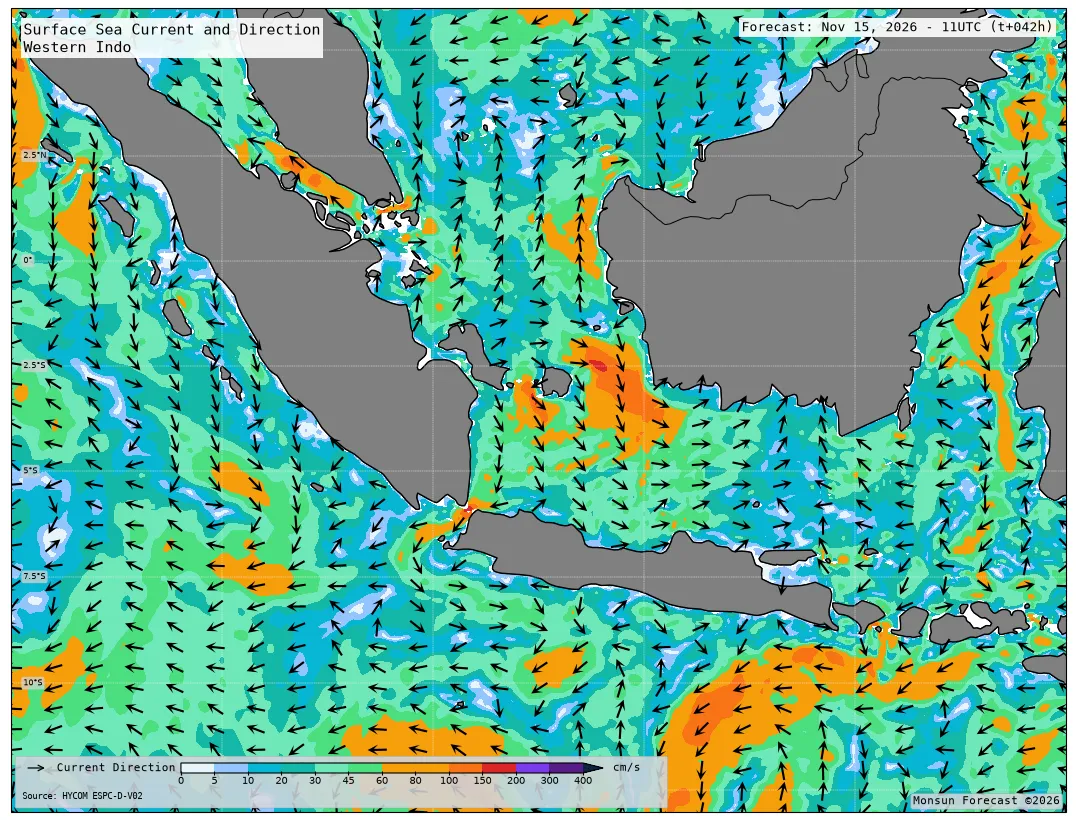 Surface Sea Current and Direction
Western Indo
Forecast: Nov 15, 2026 - 11UTC (t+042h)
2.5°N
0°
2.5°S
5°S
7.5°S
10°S
Current Direction
0 5 10 20 30 45 60 80 100 150 200 300 400
cm/s
Source: HYCOM ESPC-D-V02
Monsun Forecast ©2026